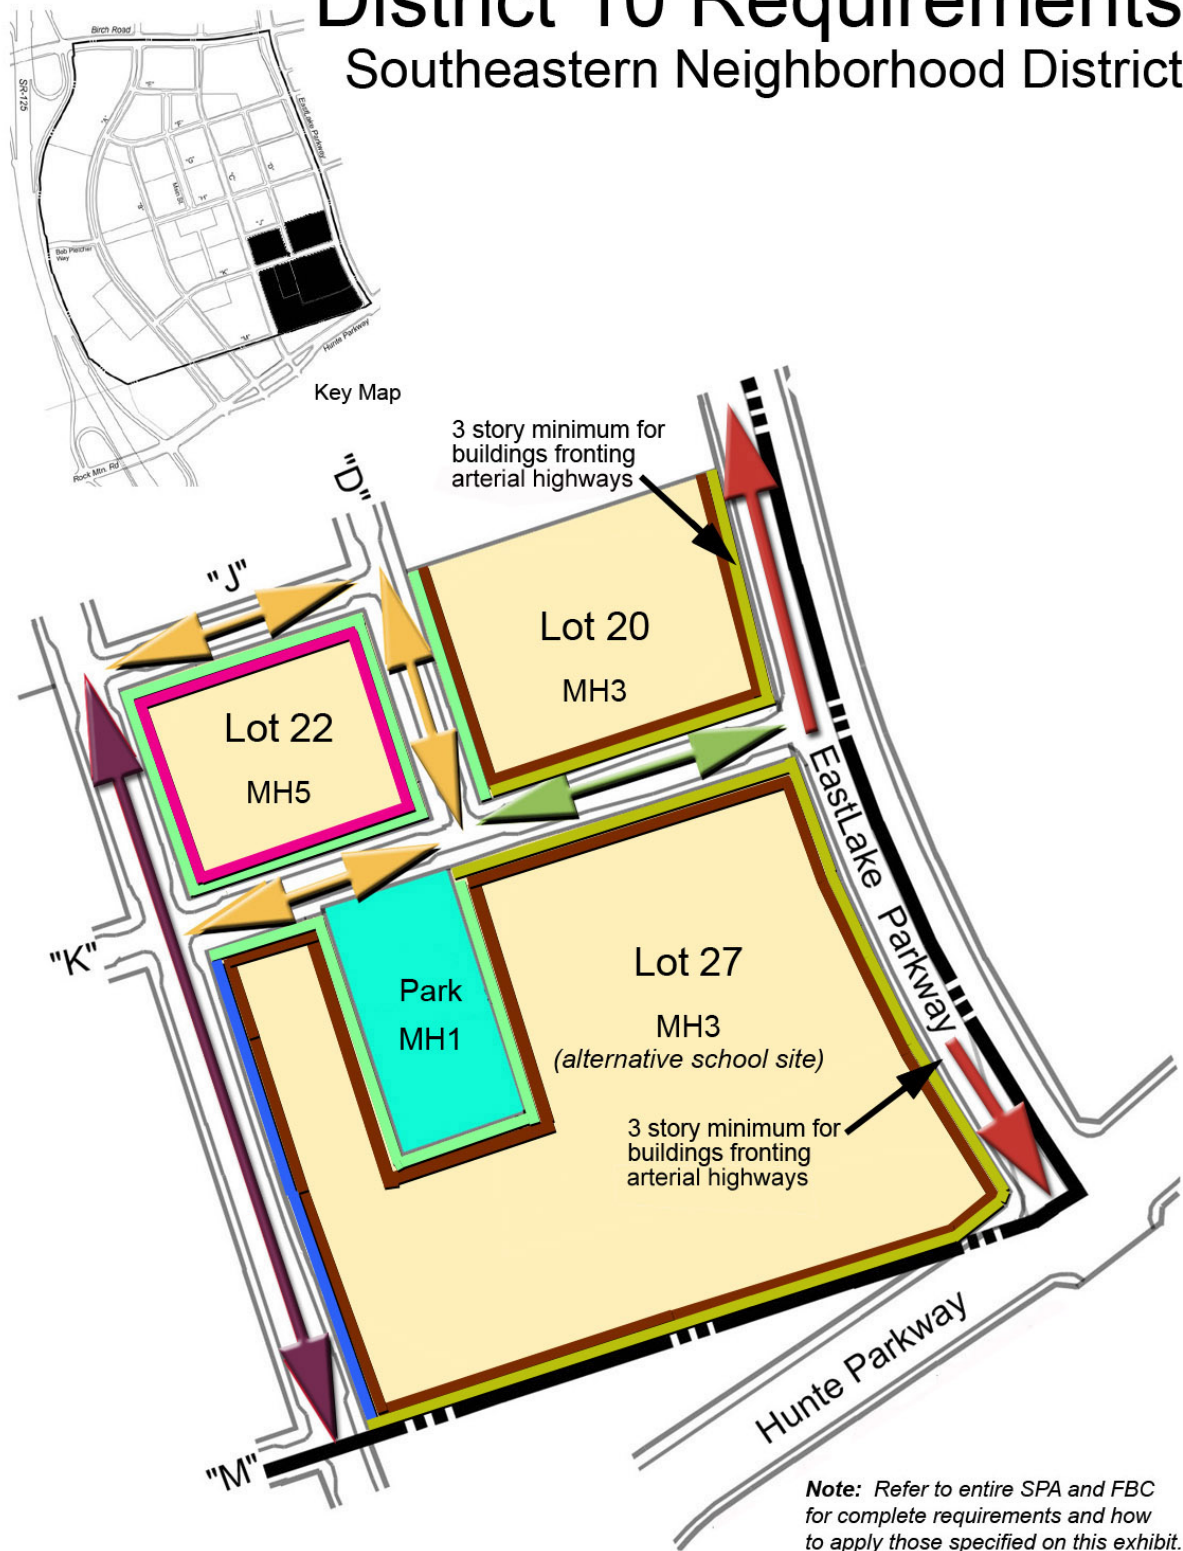 District 10 Requirements
Southeastern Neighborhood District
Birch Road
SR-125
EastLake Parkway
"A"
"F"
"G"
Main St.
"H"
"C"
"D"
"B"
"J"
Bob Pletcher
Way
"K"
"M"
Hunte Parkway
Rock Mtn. Rd
Key Map
3 story minimum for
buildings fronting
arterial highways
"D"
"J"
Lot 20
MH3
Lot 22
MH5
EastLake Parkway
"K"
Park
MH1
Lot 27
MH3
(alternative school site)
3 story minimum for
buildings fronting
arterial highways
Hunte Parkway
"M"
Note: Refer to entire SPA and FBC
for complete requirements and how
to apply those specified on this exhibit.